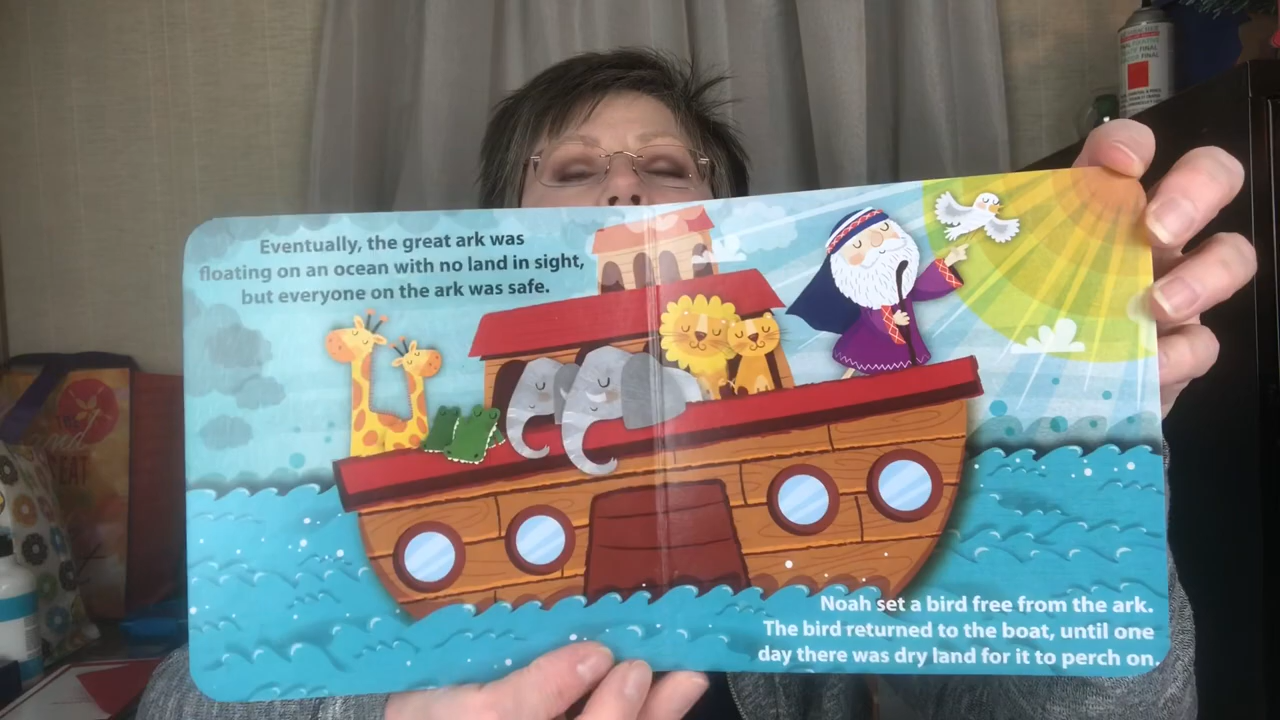 Eventually, the great ark was
floating on an ocean with no land in sight,
but everyone on the ark was safe.
Noah set a bird free from the ark.
The bird returned to the boat, until one
day there was dry land for it to perch on.
FINAL